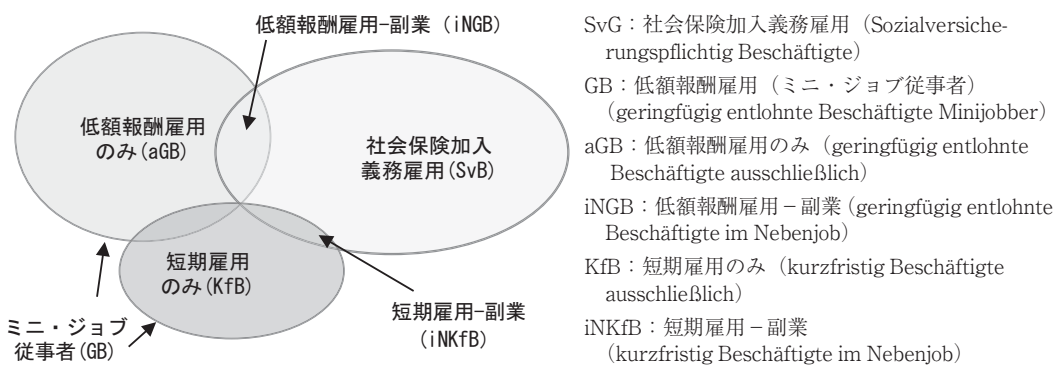 低額報酬雇用-副業（iNGB）
低額報酬雇用
のみ(aGB)
社会保険加入
義務雇用(SvB)
短期雇用
のみ(KfB)
ミニ・ジョブ
従事者(GB)
短期雇用-副業
(iNKfB)
SvG：社会保険加入義務雇用（Sozialversiche-
rungspflichtig Beschäftigte）
GB：低額報酬雇用（ミニ・ジョブ従事者）
（geringfügig entlohnte Beschäftigte Minijobber）
aGB：低額報酬雇用のみ（geringfügig entlohnte
Beschäftigte ausschließlich）
iNGB：低額報酬雇用－副業（geringfügig entlohnte
Beschäftigte im Nebenjob）
KfB：短期雇用のみ（kurzfristig Beschäftigte
ausschließlich）
iNKfB：短期雇用－副業
（kurzfristig Beschäftigte im Nebenjob）